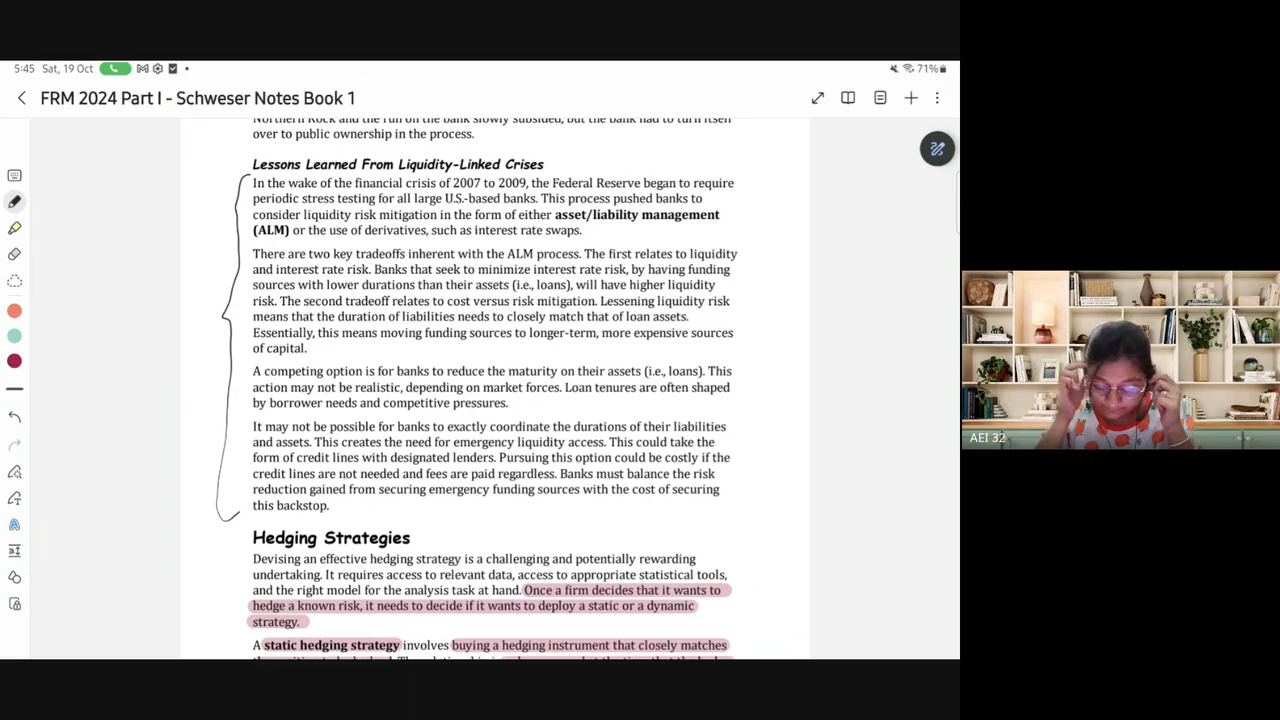 5:45 Sat, 19 Oct
71%
FRM 2024 Part I - Schweser Notes Book 1
Northern Rock and the run on the bank slowly subsided, but the bank had to turn itself
over to public ownership in the process.
Lessons Learned From Liquidity-Linked Crises
In the wake of the financial crisis of 2007 to 2009, the Federal Reserve began to require
periodic stress testing for all large U.S.-based banks. This process pushed banks to
consider liquidity risk mitigation in the form of either asset/liability management
(ALM) or the use of derivatives, such as interest rate swaps.
There are two key tradeoffs inherent with the ALM process. The first relates to liquidity
and interest rate risk. Banks that seek to minimize interest rate risk, by having funding
sources with lower durations than their assets (i.e., loans), will have higher liquidity
risk. The second tradeoff relates to cost versus risk mitigation. Lessening liquidity risk
means that the duration of liabilities needs to closely match that of loan assets.
Essentially, this means moving funding sources to longer-term, more expensive sources
of capital.
A competing option is for banks to reduce the maturity on their assets (i.e., loans). This
action may not be realistic, depending on market forces. Loan tenures are often shaped
by borrower needs and competitive pressures.
It may not be possible for banks to exactly coordinate the durations of their liabilities
and assets. This creates the need for emergency liquidity access. This could take the
form of credit lines with designated lenders. Pursuing this option could be costly if the
credit lines are not needed and fees are paid regardless. Banks must balance the risk
reduction gained from securing emergency funding sources with the cost of securing
this backstop.
Hedging Strategies
Devising an effective hedging strategy is a challenging and potentially rewarding
undertaking. It requires access to relevant data, access to appropriate statistical tools,
and the right model for the analysis task at hand. Once a firm decides that it wants to
hedge a known risk, it needs to decide if it wants to deploy a static or a dynamic
strategy.
A static hedging strategy involves buying a hedging instrument that closely matches
AEI 32